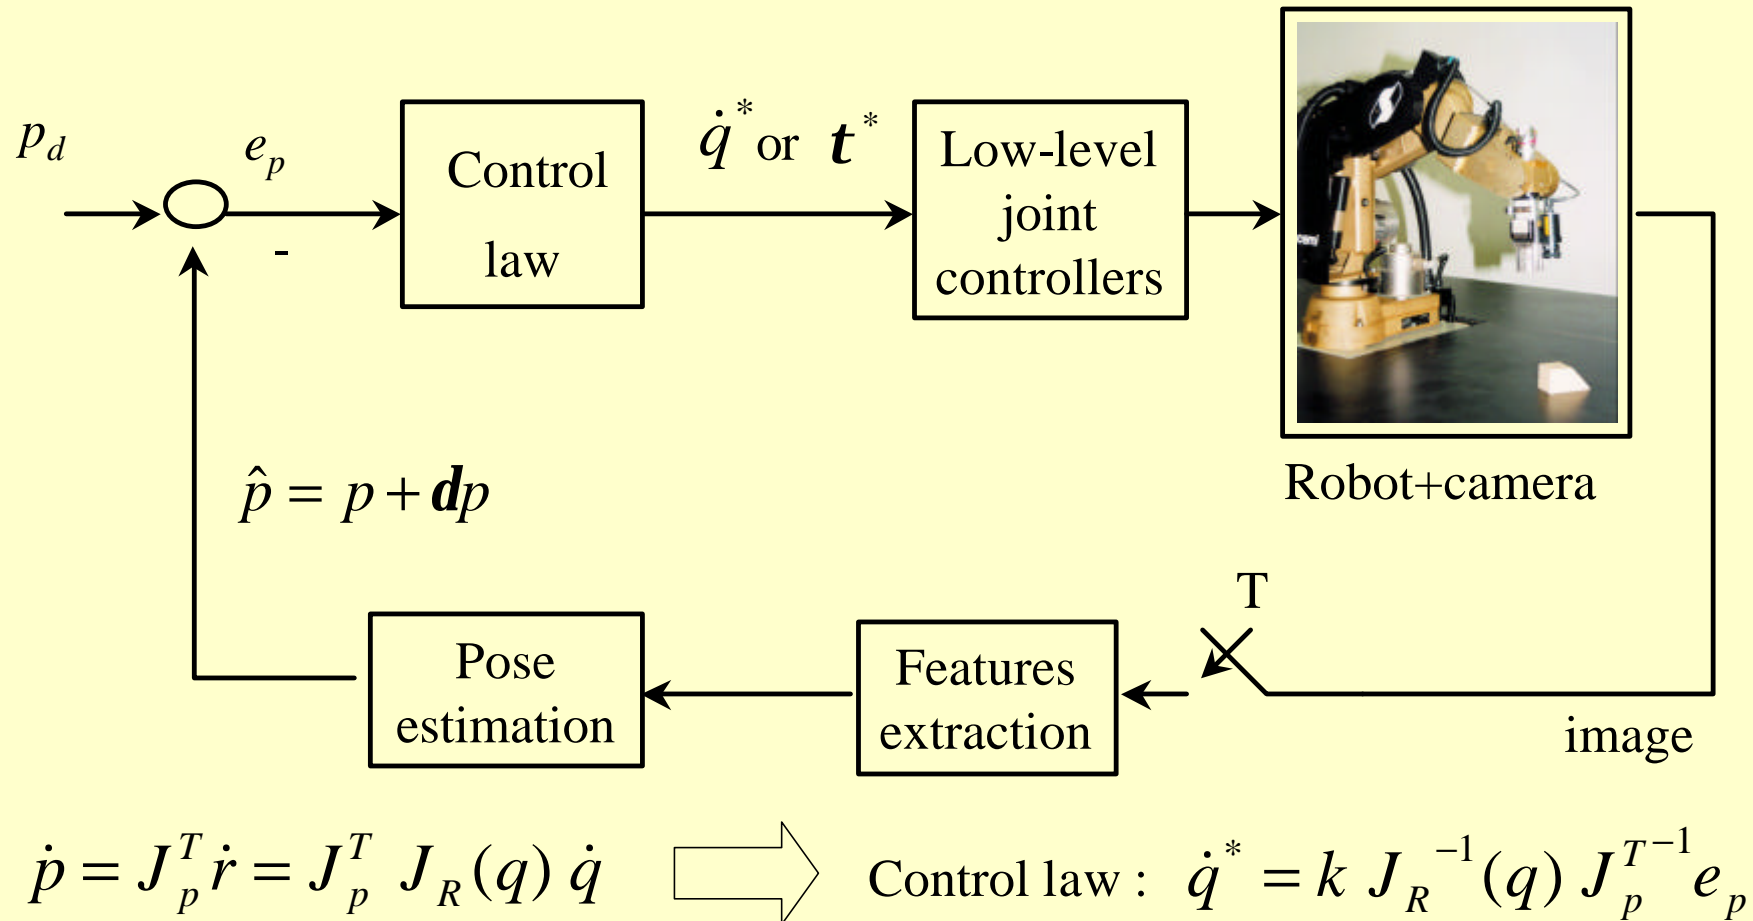 p_d
e_p
-
Control
law
q̇* or t*
Low-level
joint
controllers
Robot+camera
p̂ = p + dp
T
Pose
estimation
Features
extraction
image
ṗ = J_p^T ṙ = J_p^T J_R(q) q̇
Control law : q̇* = k J_R^{-1}(q) J_p^{T^{-1}} e_p